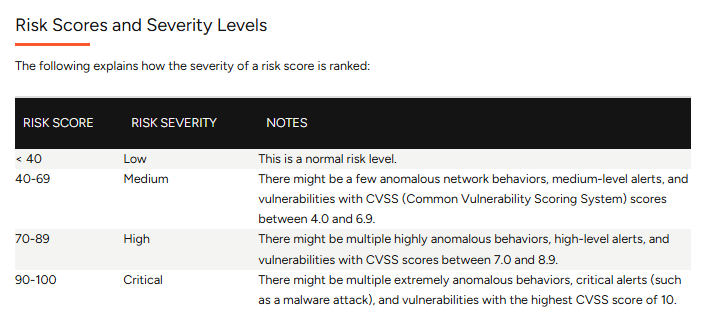 Risk Scores and Severity Levels
The following explains how the severity of a risk score is ranked:
RISK SCORE RISK SEVERITY NOTES
< 40 Low This is a normal risk level.
40-69 Medium There might be a few anomalous network behaviors, medium-level alerts, and
vulnerabilities with CVSS (Common Vulnerability Scoring System) scores
between 4.0 and 6.9.
70-89 High There might be multiple highly anomalous behaviors, high-level alerts, and
vulnerabilities with CVSS scores between 7.0 and 8.9.
90-100 Critical There might be multiple extremely anomalous behaviors, critical alerts (such
as a malware attack), and vulnerabilities with the highest CVSS score of 10.